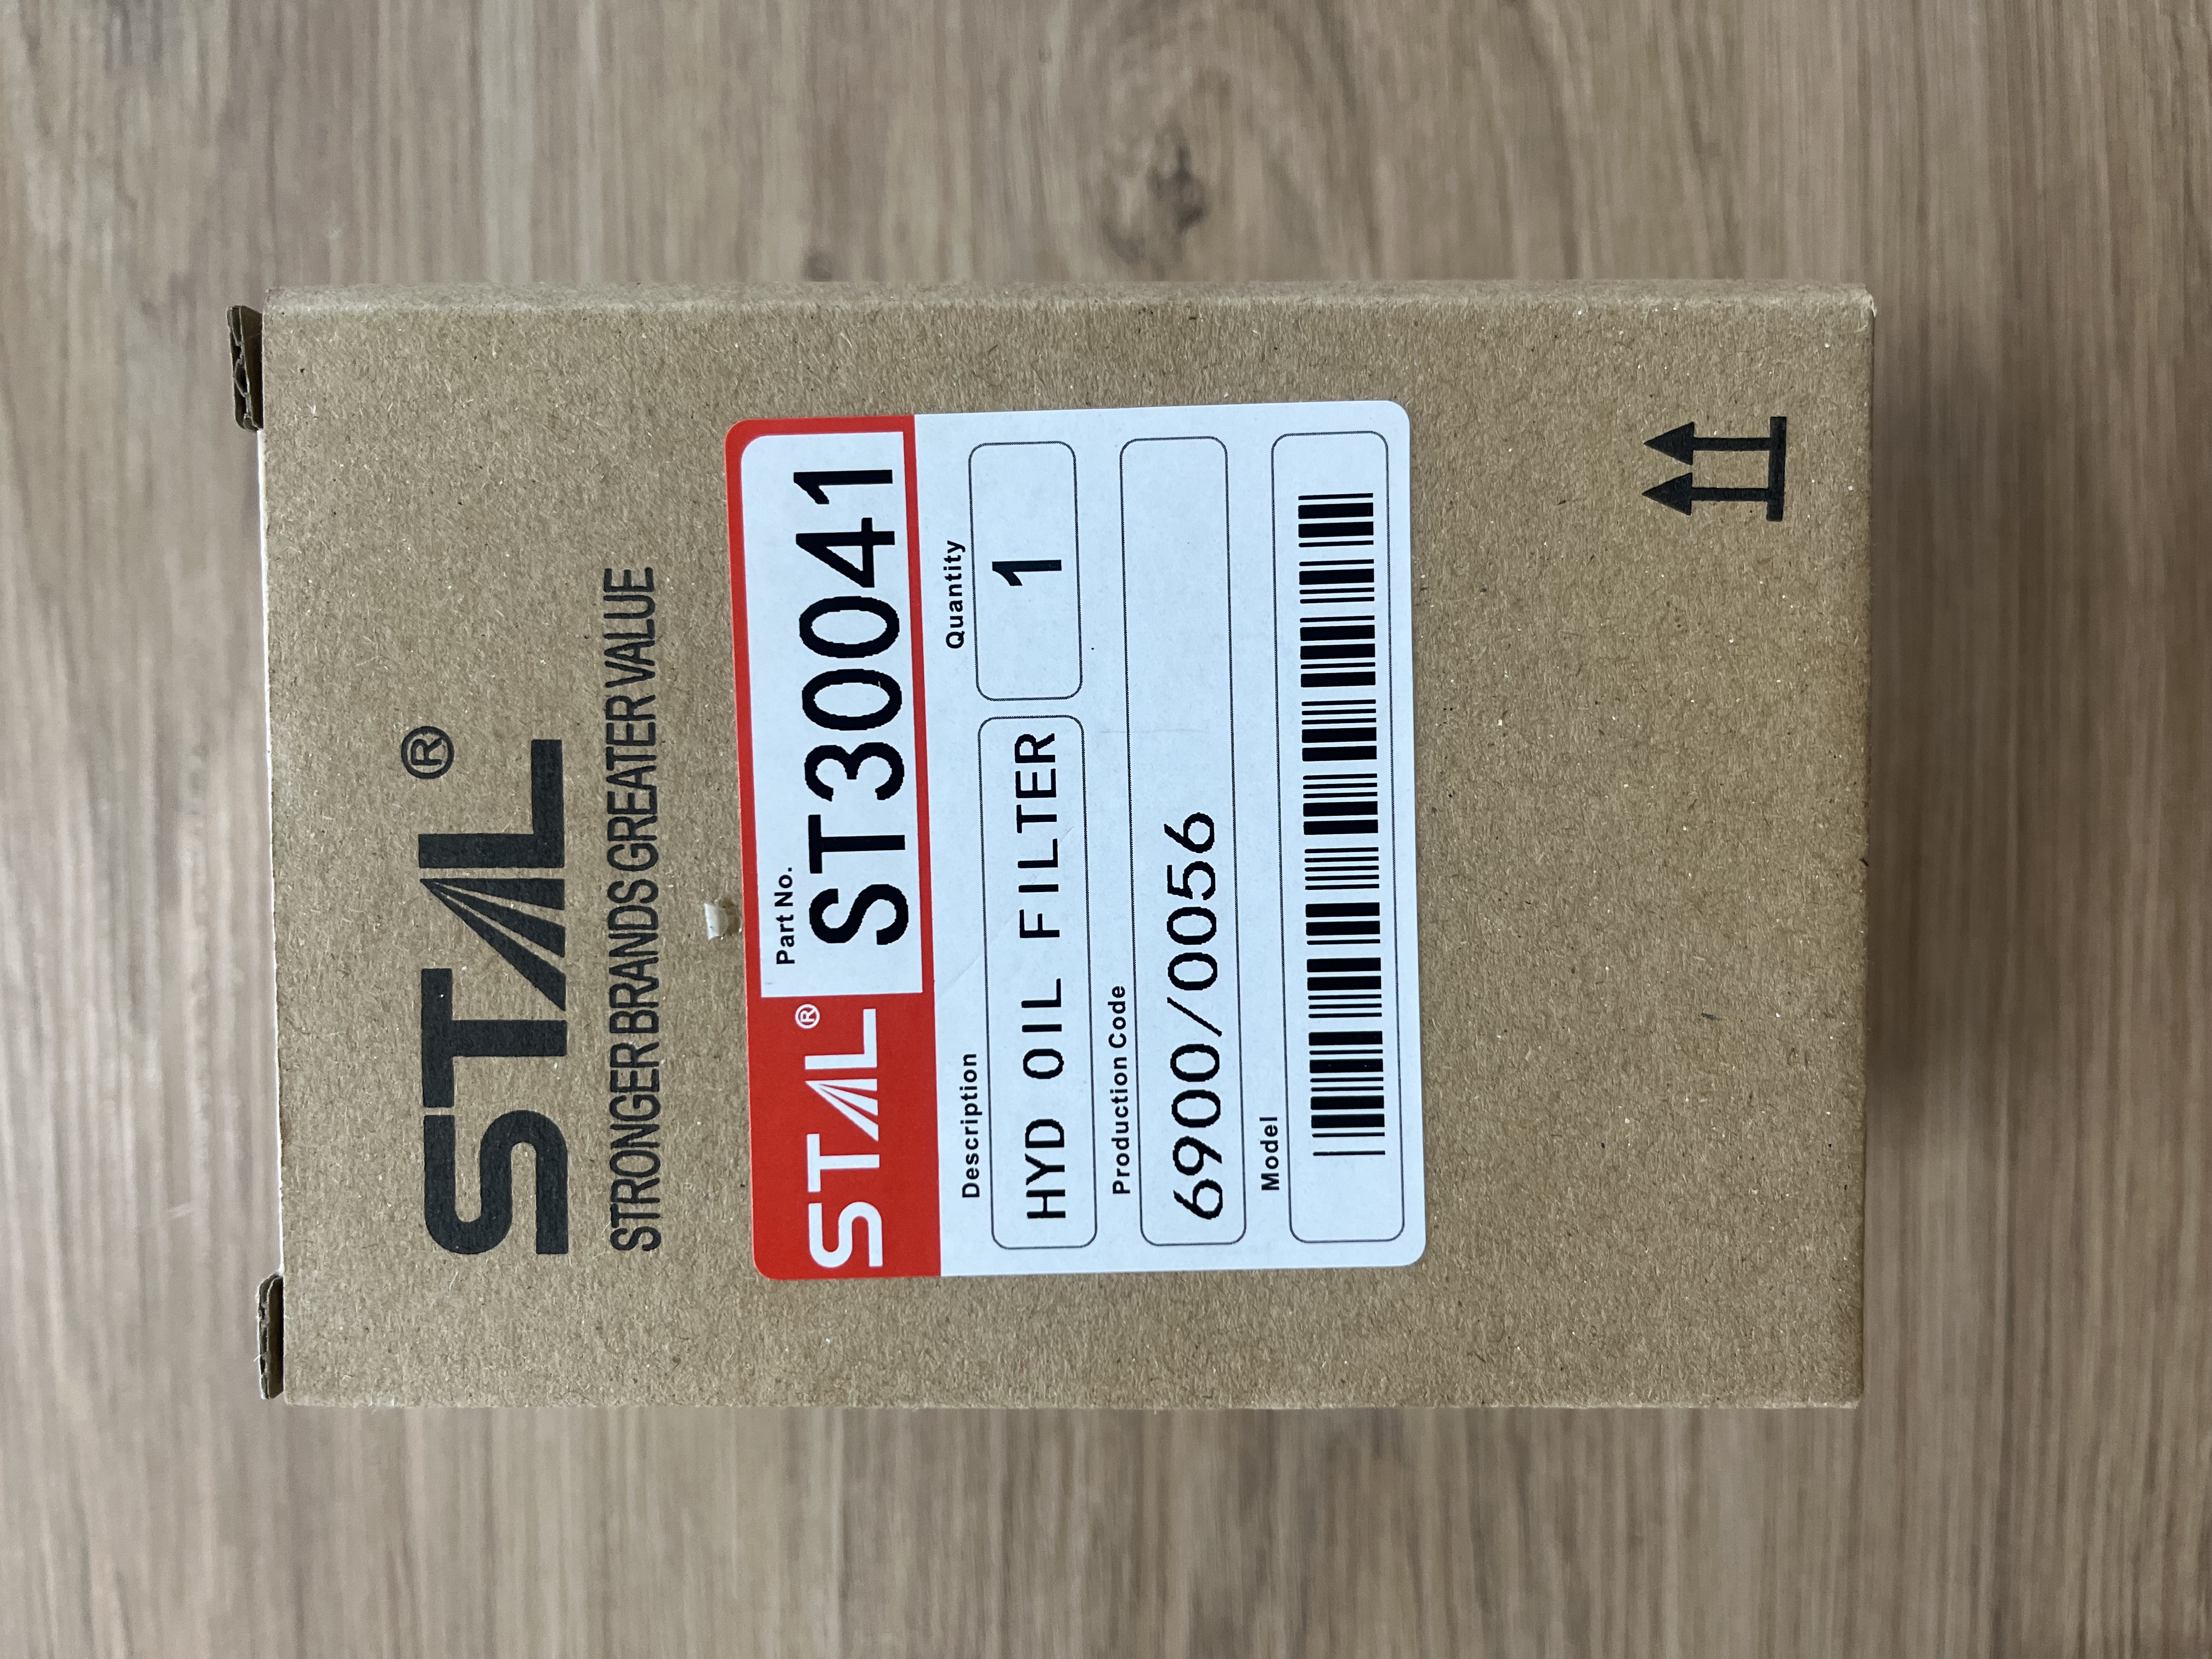 STAL®
STRONGER BRANDS GREATER VALUE
STAL®
Part No.
ST30041
Description
Quantity
HYD OIL FILTER
1
Production Code
6900/0056
Model